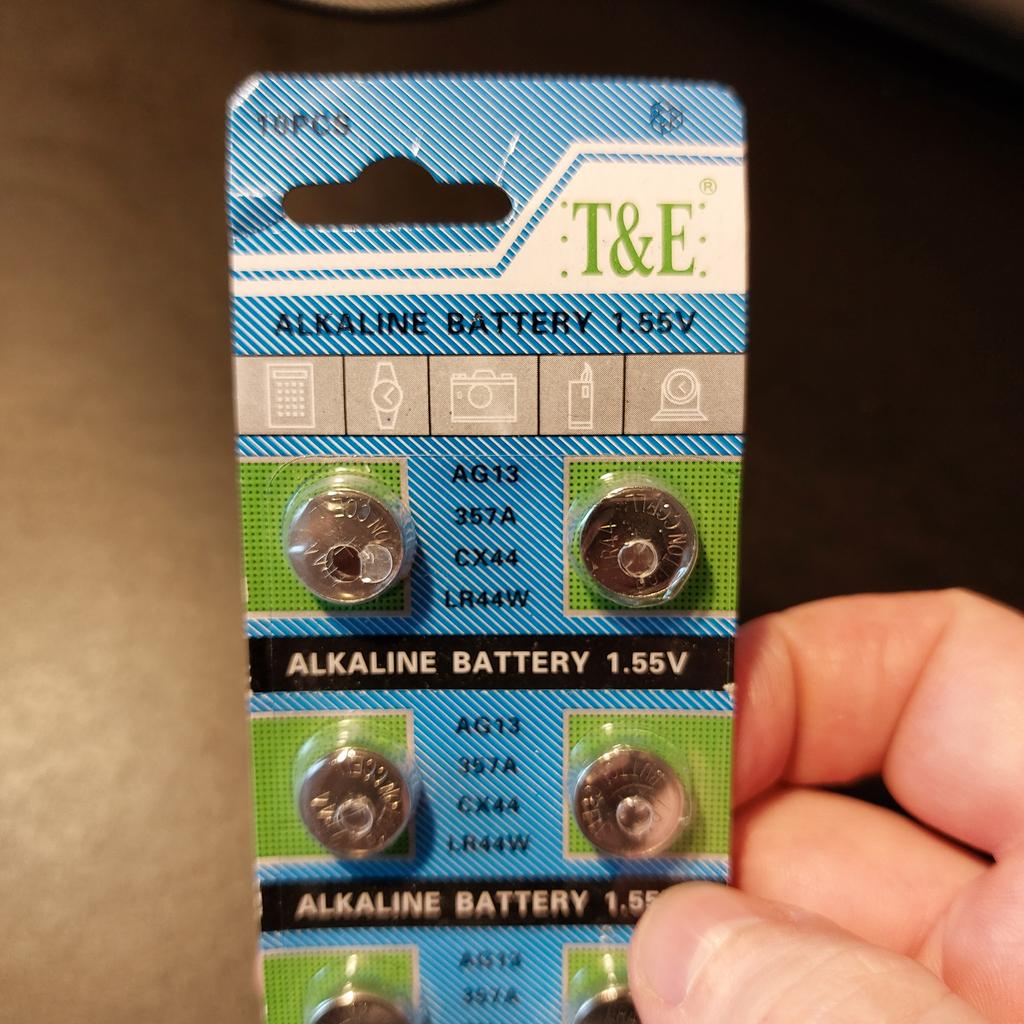 10PCS
T&E®
ALKALINE BATTERY 1.55V
AG13
357A
CX44
LR44W
ALKALINE BATTERY 1.55V
AG13
357A
CX44
LR44W
ALKALINE BATTERY 1.55
AG13
357A